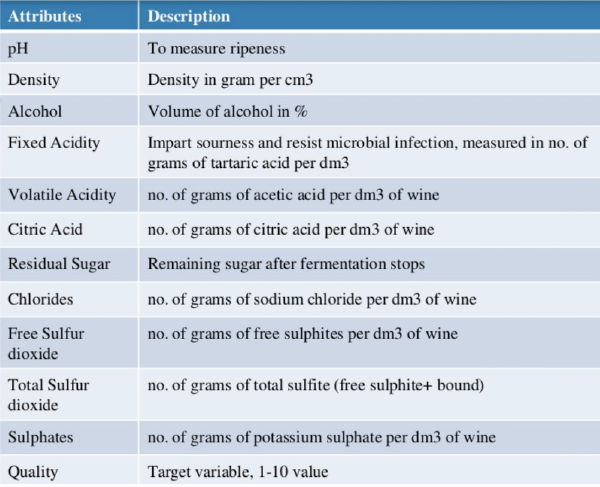 Attributes Description
pH To measure ripeness
Density Density in gram per cm3
Alcohol Volume of alcohol in %
Fixed Acidity Impart sourness and resist microbial infection, measured in no. of
grams of tartaric acid per dm3
Volatile Acidity no. of grams of acetic acid per dm3 of wine
Citric Acid no. of grams of citric acid per dm3 of wine
Residual Sugar Remaining sugar after fermentation stops
Chlorides no. of grams of sodium chloride per dm3 of wine
Free Sulfur no. of grams of free sulphites per dm3 of wine
dioxide
Total Sulfur no. of grams of total sulfite (free sulphite+ bound)
dioxide
Sulphates no. of grams of potassium sulphate per dm3 of wine
Quality Target variable, 1-10 value